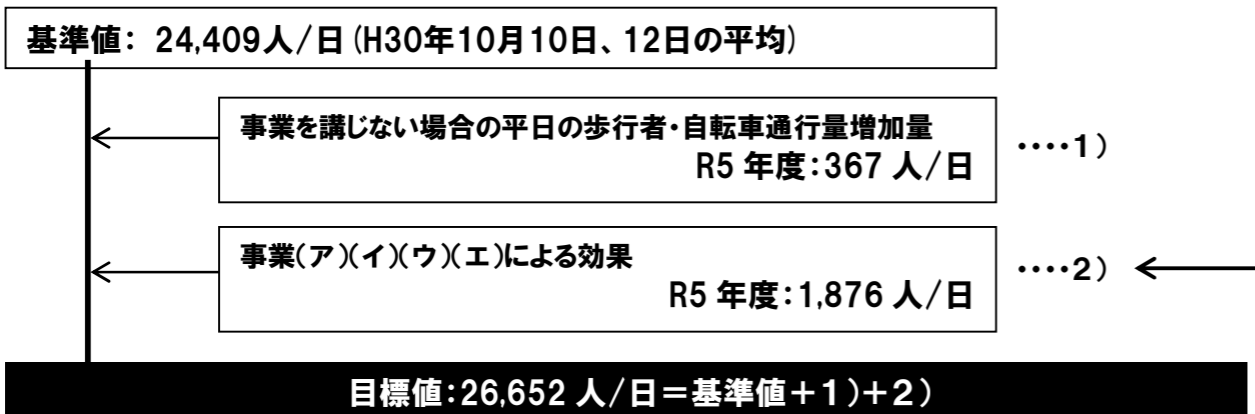 基準値： 24,409人/日（H30年10月10日、12日の平均）
事業を講じない場合の平日の歩行者・自転車通行量増加量
R5 年度：367 人/日
・・・・１）
事業（ア）（イ）（ウ）（エ）による効果
R5 年度：1,876 人/日
・・・・２）
目標値：26,652 人/日＝基準値＋１）＋２）